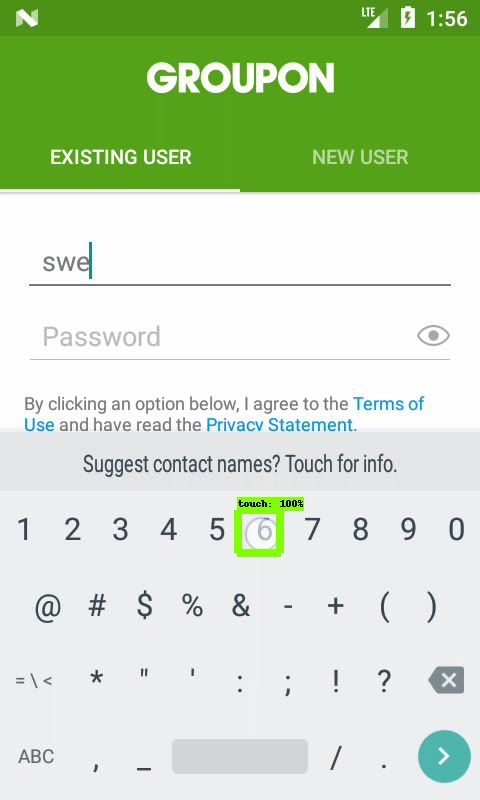 LTE 1:56
GROUPON
EXISTING USER NEW USER
swe
Password
By clicking an option below, I agree to the Terms of
Use and have read the Privacy Statement.
Suggest contact names? Touch for info.
touch: 100%
1 2 3 4 5 6 7 8 9 0
@ # $ % & - + ( )
= \ < * " ' : ; ! ?
ABC , _ / .